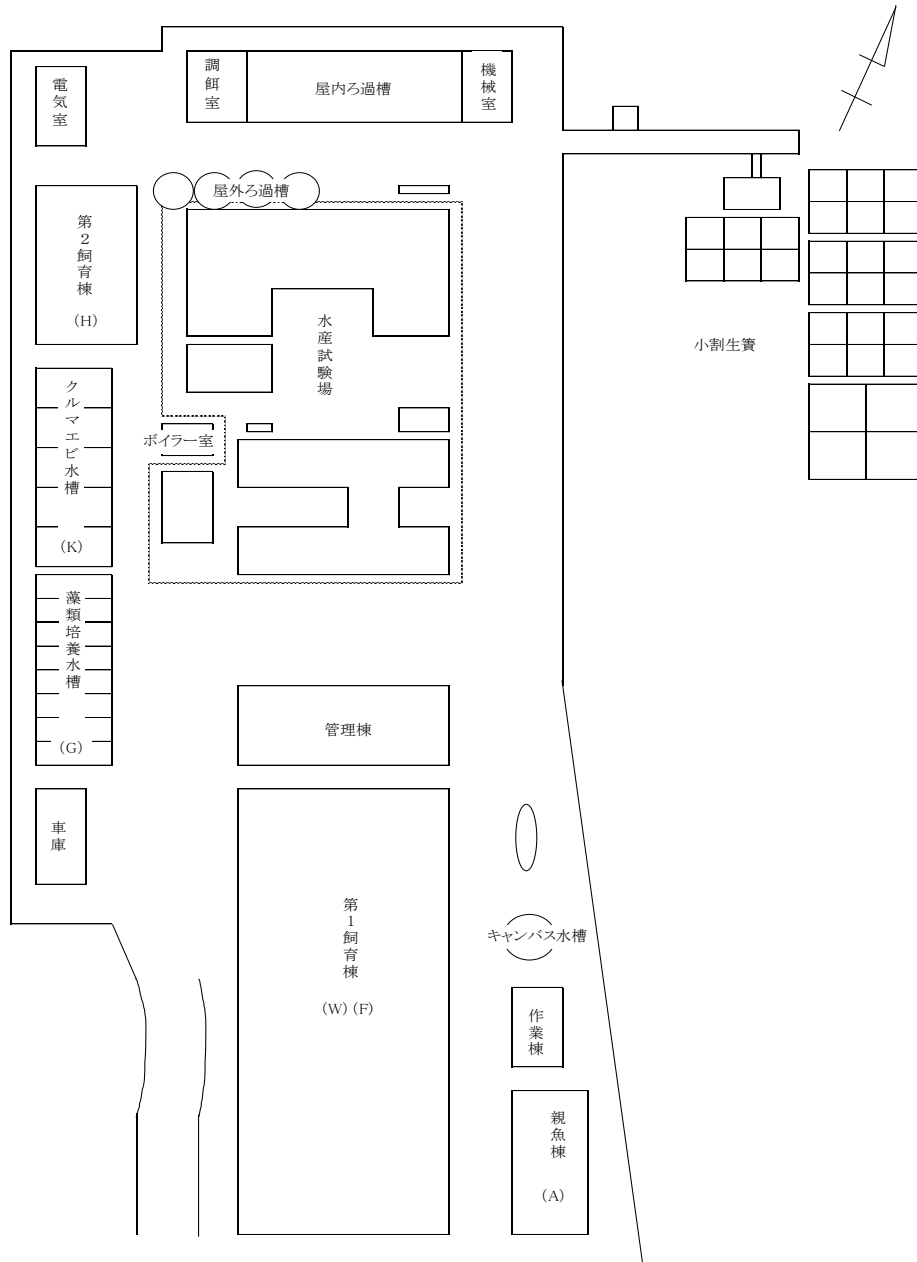 電気室
調餌室
屋内ろ過槽
機械室
屋外ろ過槽
第2飼育棟
(H)
水産試験場
小割生簀
クルマエビ水槽
(K)
ボイラー室
藻類培養水槽
(G)
管理棟
車庫
第1飼育棟
(W)(F)
キャンバス水槽
作業棟
親魚棟
(A)